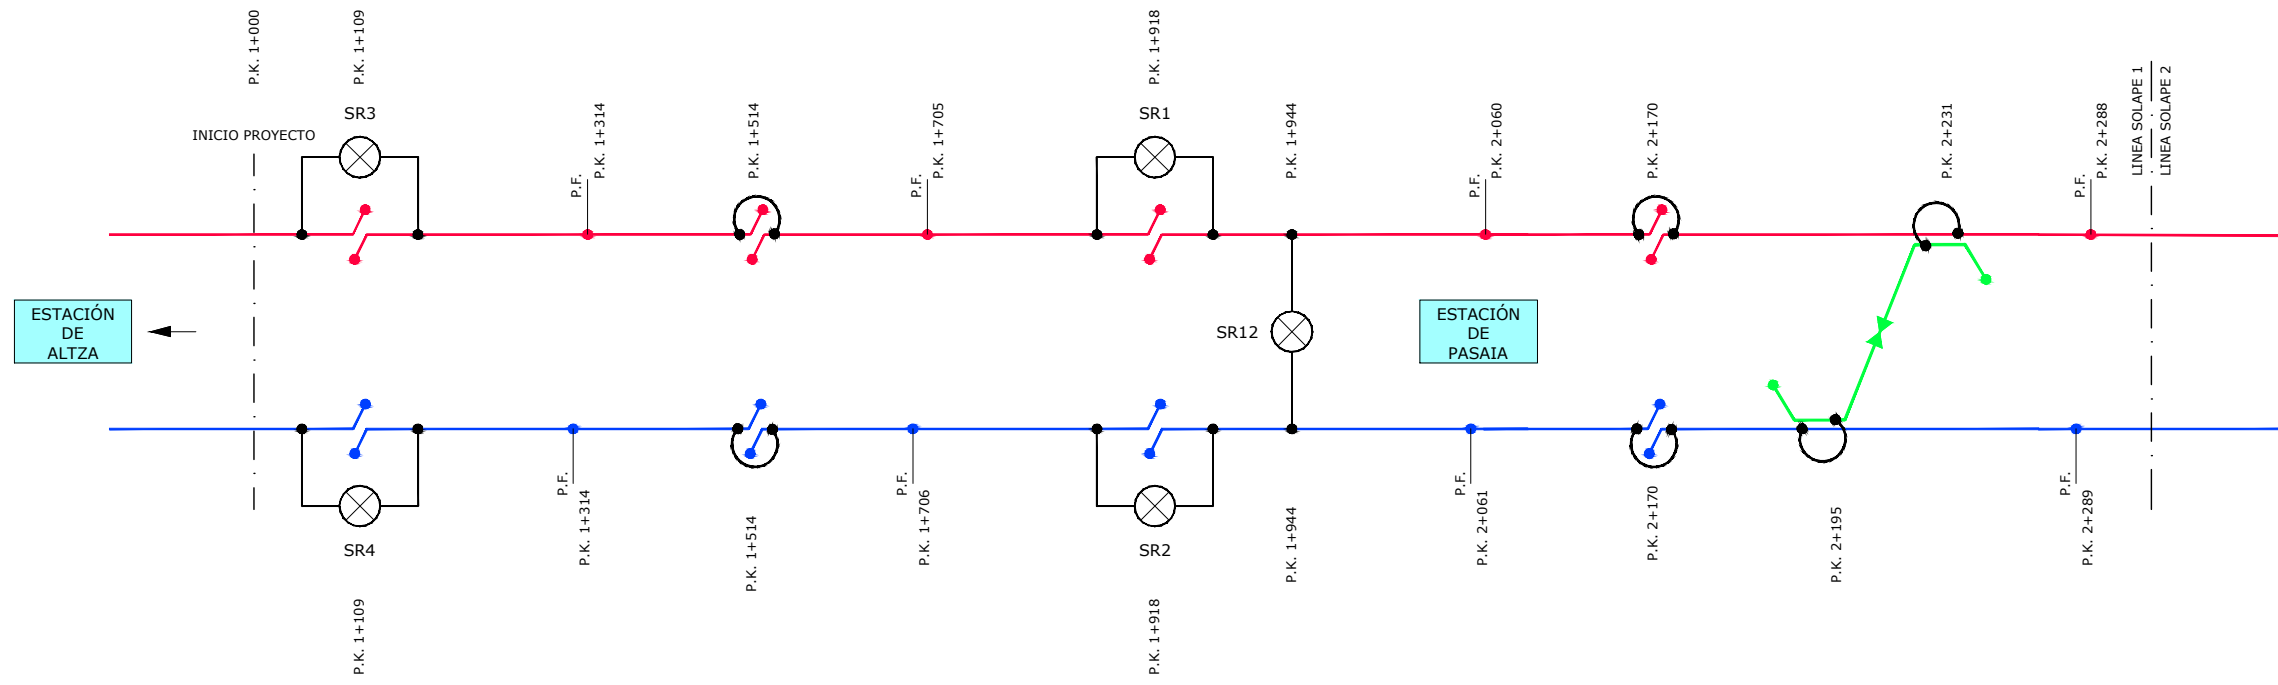 P.K. 1+000
P.K. 1+109
P.K. 1+918
INICIO PROYECTO
SR3
P.F.
P.K. 1+314
P.K. 1+514
P.F.
P.K. 1+705
SR1
P.K. 1+944
P.F.
P.K. 2+060
P.K. 2+170
P.K. 2+231
P.F.
P.K. 2+288
LINEA SOLAPE 1
LINEA SOLAPE 2
ESTACIÓN
DE
ALTZA
SR12
ESTACIÓN
DE
PASAIA
SR4
P.K. 1+109
P.F.
P.K. 1+314
P.K. 1+514
P.F.
P.K. 1+706
SR2
P.K. 1+918
P.K. 1+944
P.F.
P.K. 2+061
P.K. 2+170
P.K. 2+195
P.F.
P.K. 2+289